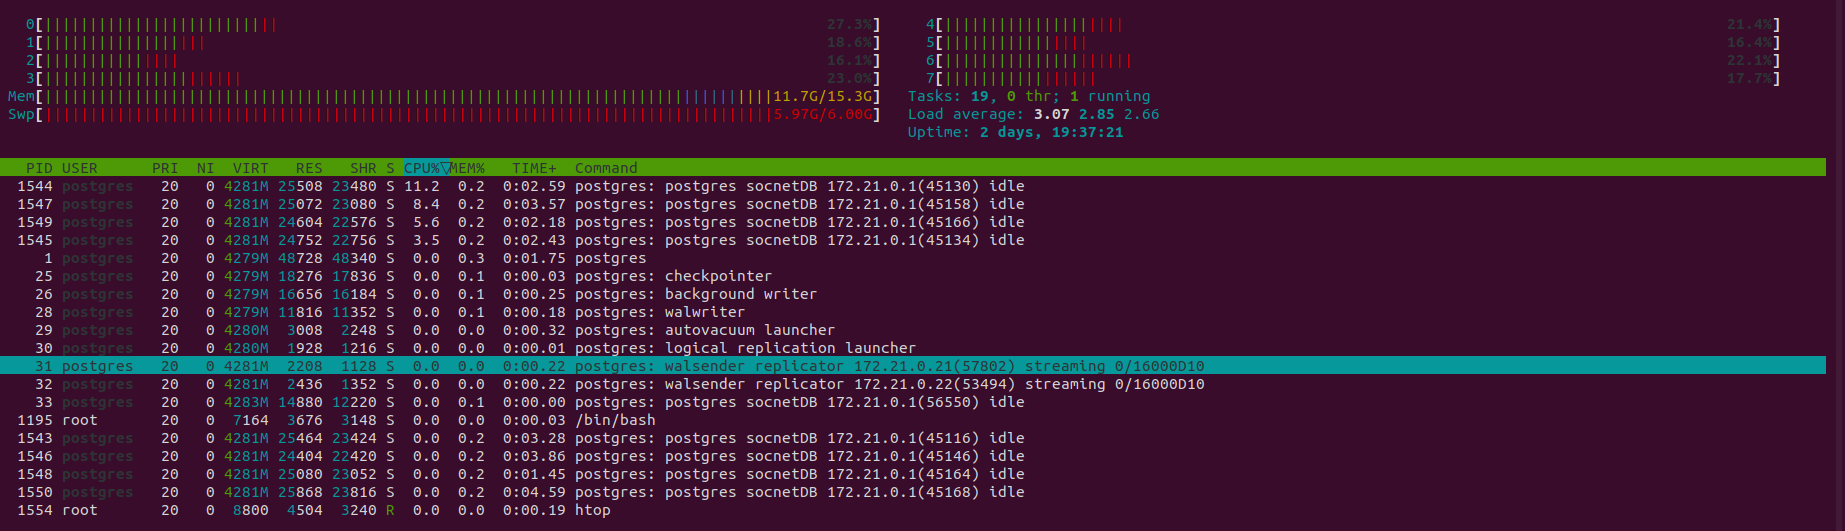 0[ 27.3%] 4[ 21.4%]
1[ 18.6%] 5[ 16.4%]
2[ 16.1%] 6[ 22.1%]
3[ 23.0%] 7[ 17.7%]
Mem[ 11.7G/15.3G] Tasks: 19, 0 thr; 1 running
Swp[ 5.97G/6.00G] Load average: 3.07 2.85 2.66
Uptime: 2 days, 19:37:21
PID USER PRI NI VIRT RES SHR S CPU%▽MEM% TIME+ Command
1544 postgres 20 0 4281M 25508 23480 S 11.2 0.2 0:02.59 postgres: postgres socnetDB 172.21.0.1(45130) idle
1547 postgres 20 0 4281M 25072 23080 S 8.4 0.2 0:03.57 postgres: postgres socnetDB 172.21.0.1(45158) idle
1549 postgres 20 0 4281M 24604 22576 S 5.6 0.2 0:02.18 postgres: postgres socnetDB 172.21.0.1(45166) idle
1545 postgres 20 0 4281M 24752 22756 S 3.5 0.2 0:02.43 postgres: postgres socnetDB 172.21.0.1(45134) idle
1 postgres 20 0 4279M 48728 48340 S 0.0 0.3 0:01.75 postgres
25 postgres 20 0 4279M 18276 17836 S 0.0 0.1 0:00.03 postgres: checkpointer
26 postgres 20 0 4279M 16656 16184 S 0.0 0.1 0:00.25 postgres: background writer
28 postgres 20 0 4279M 11816 11352 S 0.0 0.1 0:00.18 postgres: walwriter
29 postgres 20 0 4280M 3008 2248 S 0.0 0.0 0:00.32 postgres: autovacuum launcher
30 postgres 20 0 4280M 1928 1216 S 0.0 0.0 0:00.01 postgres: logical replication launcher
31 postgres 20 0 4281M 2208 1128 S 0.0 0.0 0:00.22 postgres: walsender replicator 172.21.0.21(57802) streaming 0/16000D10
32 postgres 20 0 4281M 2436 1352 S 0.0 0.0 0:00.22 postgres: walsender replicator 172.21.0.22(53494) streaming 0/16000D10
33 postgres 20 0 4283M 14880 12220 S 0.0 0.1 0:00.00 postgres: postgres socnetDB 172.21.0.1(56550) idle
1195 root 20 0 7164 3676 3148 S 0.0 0.0 0:00.03 /bin/bash
1543 postgres 20 0 4281M 25464 23424 S 0.0 0.2 0:03.28 postgres: postgres socnetDB 172.21.0.1(45116) idle
1546 postgres 20 0 4281M 24404 22420 S 0.0 0.2 0:03.86 postgres: postgres socnetDB 172.21.0.1(45146) idle
1548 postgres 20 0 4281M 25080 23052 S 0.0 0.2 0:01.45 postgres: postgres socnetDB 172.21.0.1(45164) idle
1550 postgres 20 0 4281M 25868 23816 S 0.0 0.2 0:04.59 postgres: postgres socnetDB 172.21.0.1(45168) idle
1554 root 20 0 8800 4504 3240 R 0.0 0.0 0:00.19 htop